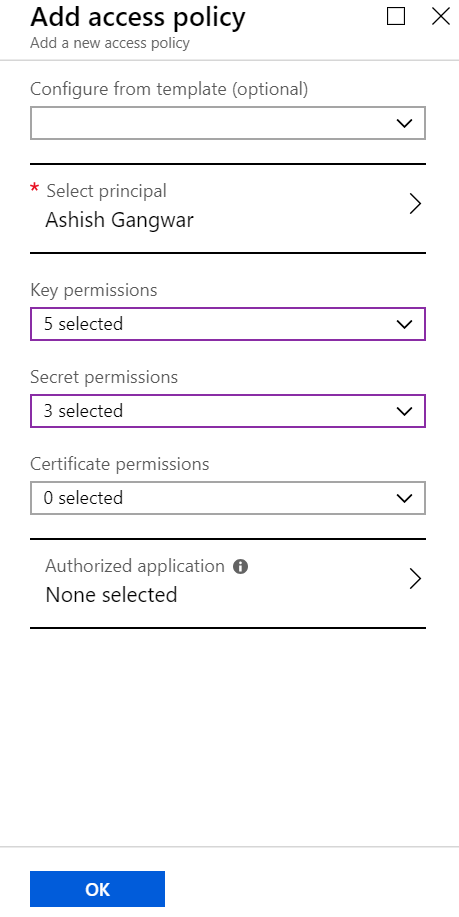 Add access policy
Add a new access policy
Configure from template (optional)
* Select principal
Ashish Gangwar
Key permissions
5 selected
Secret permissions
3 selected
Certificate permissions
0 selected
Authorized application
None selected
OK